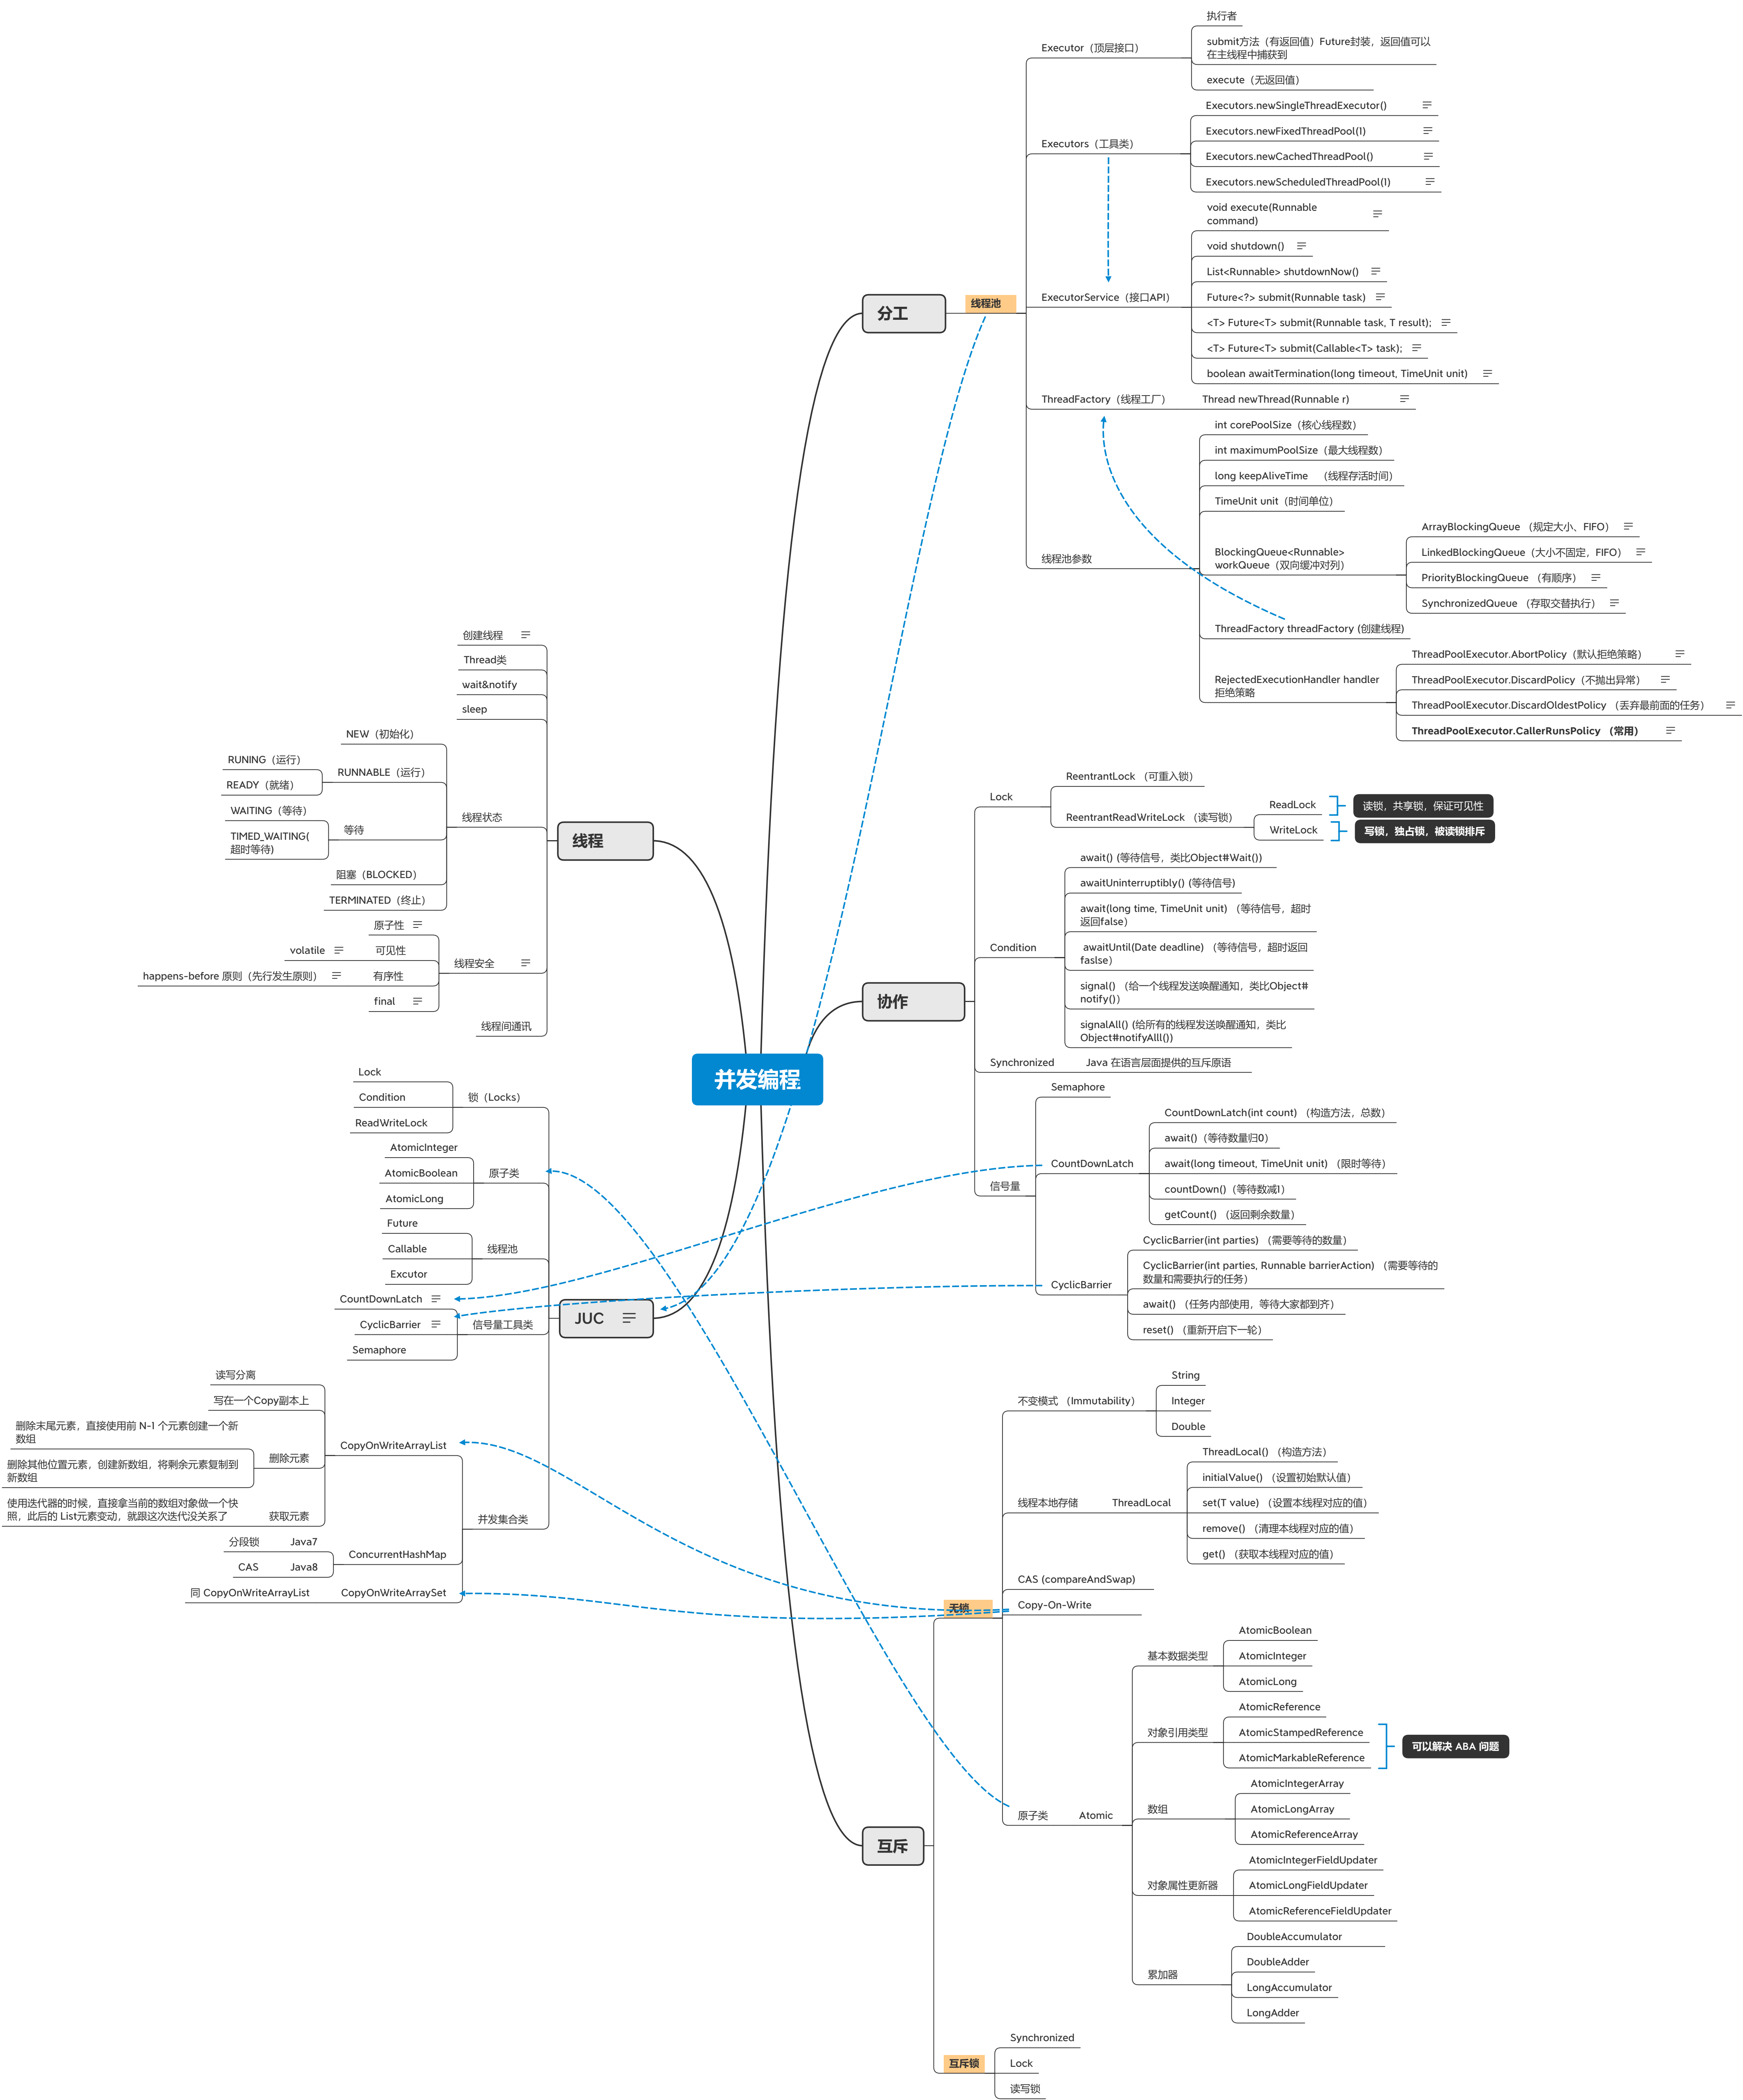 并发编程
分工
线程池
Executor（顶层接口）
执行者
submit方法（有返回值）Future封装，返回值可以
在主线程中捕获到
execute（无返回值）
Executors（工具类）
Executors.newSingleThreadExecutor()
Executors.newFixedThreadPool(1)
Executors.newCachedThreadPool()
Executors.newScheduledThreadPool(1)
ExecutorService（接口API）
void execute(Runnable
command)
void shutdown()
List<Runnable> shutdownNow()
Future<?> submit(Runnable task)
<T> Future<T> submit(Runnable task, T result);
<T> Future<T> submit(Callable<T> task);
boolean awaitTermination(long timeout, TimeUnit unit)
ThreadFactory（线程工厂）
Thread newThread(Runnable r)
线程池参数
int corePoolSize（核心线程数）
int maximumPoolSize（最大线程数）
long keepAliveTime （线程存活时间）
TimeUnit unit（时间单位）
BlockingQueue<Runnable>
workQueue（双向缓冲对列）
ArrayBlockingQueue （规定大小、FIFO）
LinkedBlockingQueue（大小不固定，FIFO）
PriorityBlockingQueue （有顺序）
SynchronizedQueue （存取交替执行）
ThreadFactory threadFactory (创建线程)
RejectedExecutionHandler handler
拒绝策略
ThreadPoolExecutor.AbortPolicy（默认拒绝策略）
ThreadPoolExecutor.DiscardPolicy（不抛出异常）
ThreadPoolExecutor.DiscardOldestPolicy （丢弃最前面的任务）
ThreadPoolExecutor.CallerRunsPolicy （常用）
协作
Lock
ReentrantLock （可重入锁）
ReentrantReadWriteLock （读写锁）
ReadLock
读锁，共享锁，保证可见性
WriteLock
写锁，独占锁，被读锁排斥
Condition
await() (等待信号，类比Object#Wait())
awaitUninterruptibly() (等待信号)
await(long time, TimeUnit unit) （等待信号，超时
返回false）
awaitUntil(Date deadline) （等待信号，超时返回
faslse）
signal() （给一个线程发送唤醒通知，类比Object#
notify()）
signalAll() (给所有的线程发送唤醒通知，类比
Object#notifyAlll())
Synchronized
Java 在语言层面提供的互斥原语
信号量
Semaphore
CountDownLatch
CountDownLatch(int count) （构造方法，总数）
await()（等待数量归0）
await(long timeout, TimeUnit unit) （限时等待）
countDown()（等待数减1）
getCount() （返回剩余数量）
CyclicBarrier
CyclicBarrier(int parties) （需要等待的数量）
CyclicBarrier(int parties, Runnable barrierAction) （需要等待的
数量和需要执行的任务）
await() （任务内部使用，等待大家都到齐）
reset() （重新开启下一轮）
互斥
无锁
不变模式 （Immutability）
String
Integer
Double
线程本地存储
ThreadLocal
ThreadLocal() （构造方法）
initialValue() （设置初始默认值）
set(T value) （设置本线程对应的值）
remove() （清理本线程对应的值）
get() （获取本线程对应的值）
CAS (compareAndSwap)
Copy-On-Write
原子类
Atomic
基本数据类型
AtomicBoolean
AtomicInteger
AtomicLong
对象引用类型
AtomicReference
AtomicStampedReference
AtomicMarkableReference
可以解决 ABA 问题
数组
AtomicIntegerArray
AtomicLongArray
AtomicReferenceArray
对象属性更新器
AtomicIntegerFieldUpdater
AtomicLongFieldUpdater
AtomicReferenceFieldUpdater
累加器
DoubleAccumulator
DoubleAdder
LongAccumulator
LongAdder
互斥锁
Synchronized
Lock
读写锁
线程
创建线程
Thread类
wait&notify
sleep
线程状态
NEW（初始化）
RUNNABLE（运行）
RUNING（运行）
READY（就绪）
等待
WAITING（等待）
TIMED_WAITING(
超时等待)
阻塞（BLOCKED）
TERMINATED（终止）
线程安全
原子性
可见性
volatile
有序性
happens-before 原则（先行发生原则）
final
线程间通讯
JUC
锁（Locks）
Lock
Condition
ReadWriteLock
原子类
AtomicInteger
AtomicBoolean
AtomicLong
线程池
Future
Callable
Excutor
信号量工具类
CountDownLatch
CyclicBarrier
Semaphore
并发集合类
CopyOnWriteArrayList
读写分离
写在一个Copy副本上
删除元素
删除末尾元素，直接使用前 N-1 个元素创建一个新
数组
删除其他位置元素，创建新数组，将剩余元素复制到
新数组
获取元素
使用迭代器的时候，直接拿当前的数组对象做一个快
照，此后的 List元素变动，就跟这次迭代没关系了
ConcurrentHashMap
Java7
分段锁
Java8
CAS
CopyOnWriteArraySet
同 CopyOnWriteArrayList